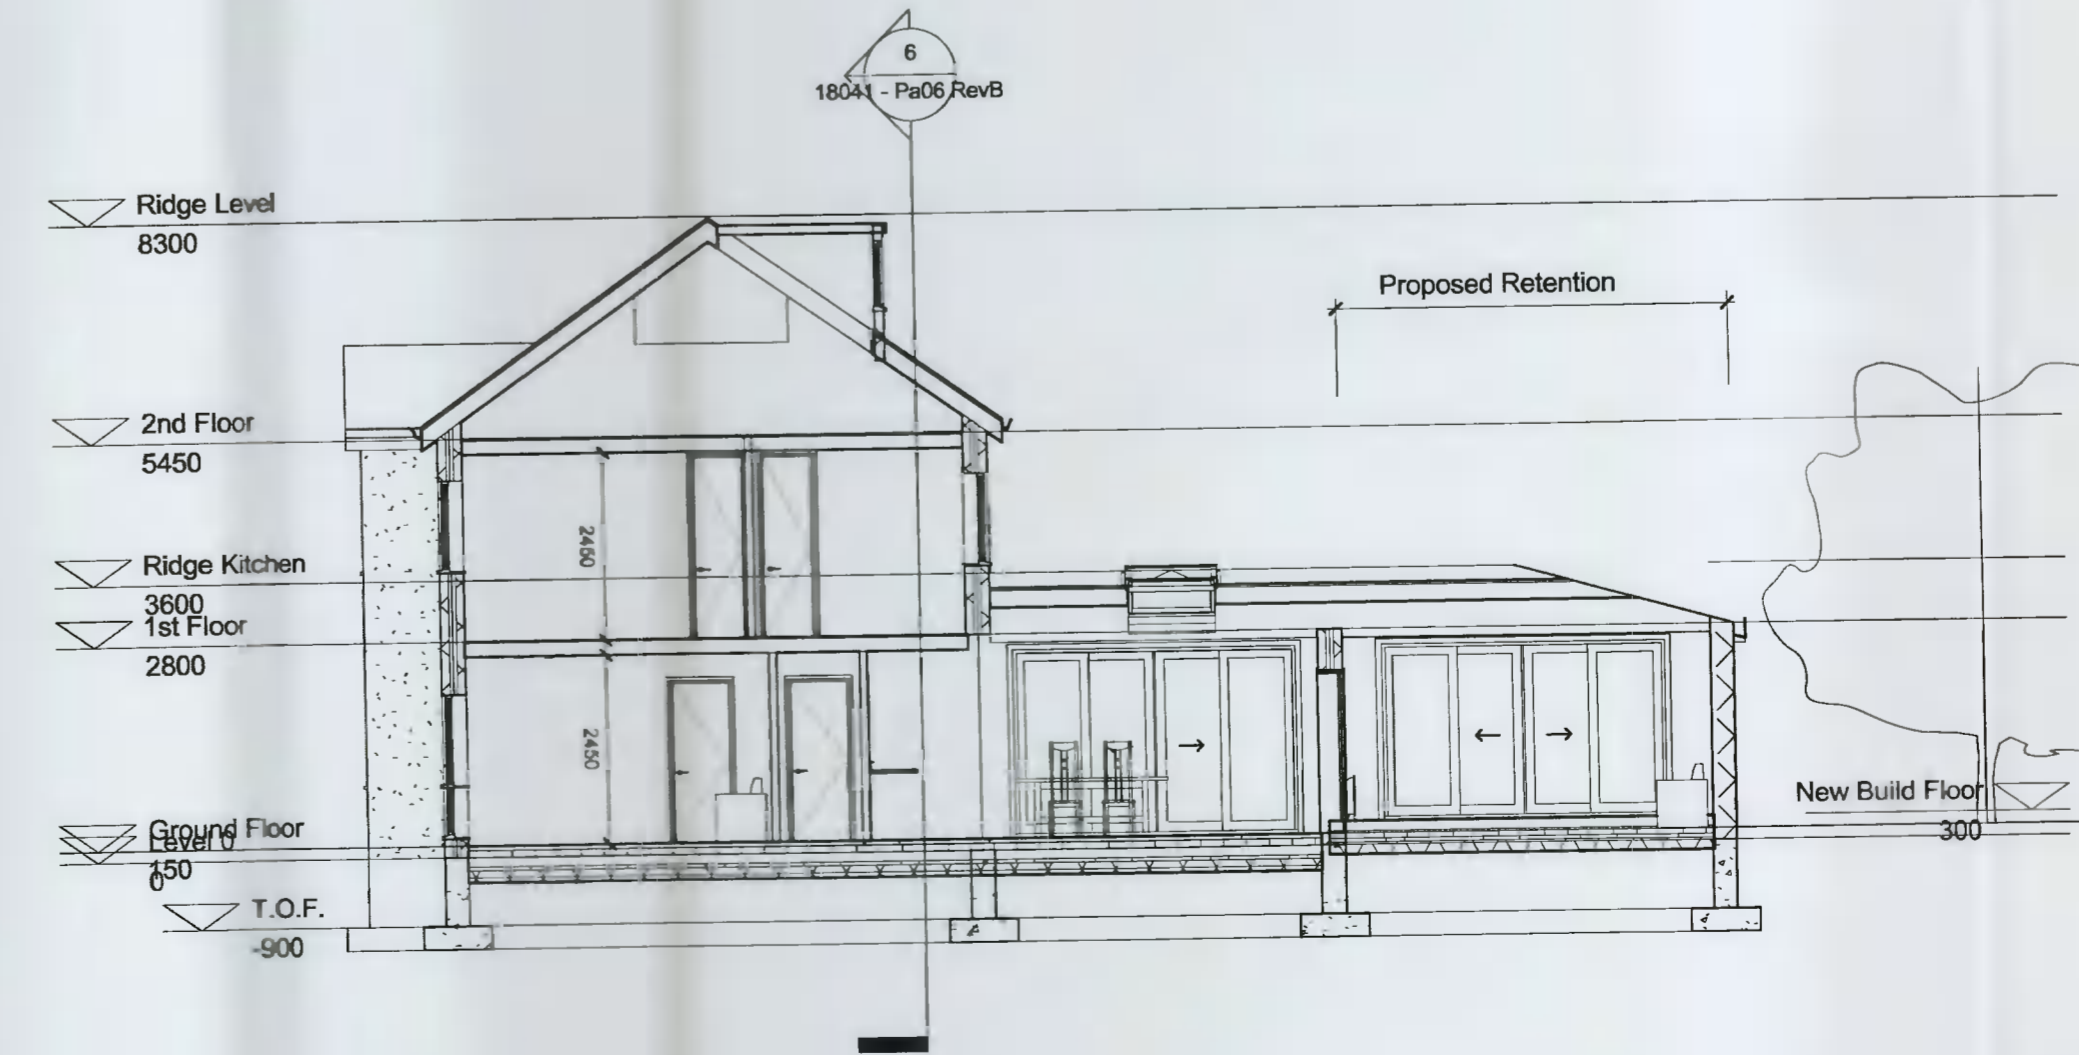 6
18041 - Pa06 RevB
Ridge Level
8300
Proposed Retention
2nd Floor
5450
2450
Ridge Kitchen
3600
1st Floor
2800
2450
New Build Floor
300
Ground Floor
Level 0
150
0
T.O.F.
-900